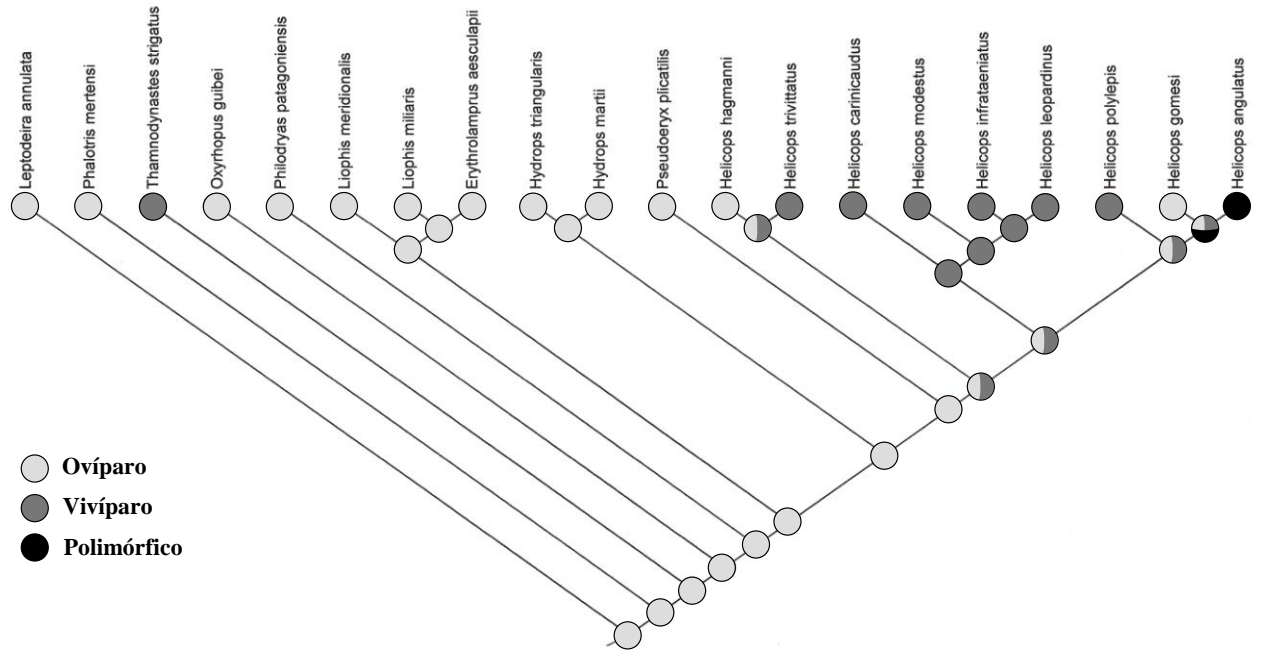 Leptodeira annulata
Phalotris mertensi
Thamnodynastes strigatus
Oxyrhopus guibei
Philiodryas patagoniensis
Liophis meridionalis
Liophis miliaris
Erythrolamprus aesculapii
Hydrops triangularis
Hydrops martii
Pseudoeryx plicatilis
Helicops hagmanni
Helicops trivittatus
Helicops carinicaudus
Helicops modestus
Helicops infrataeniatus
Helicops leopardinus
Helicops polylepis
Helicops gomesi
Helicops angulatus
Ovíparo
Vivíparo
Polimórfico